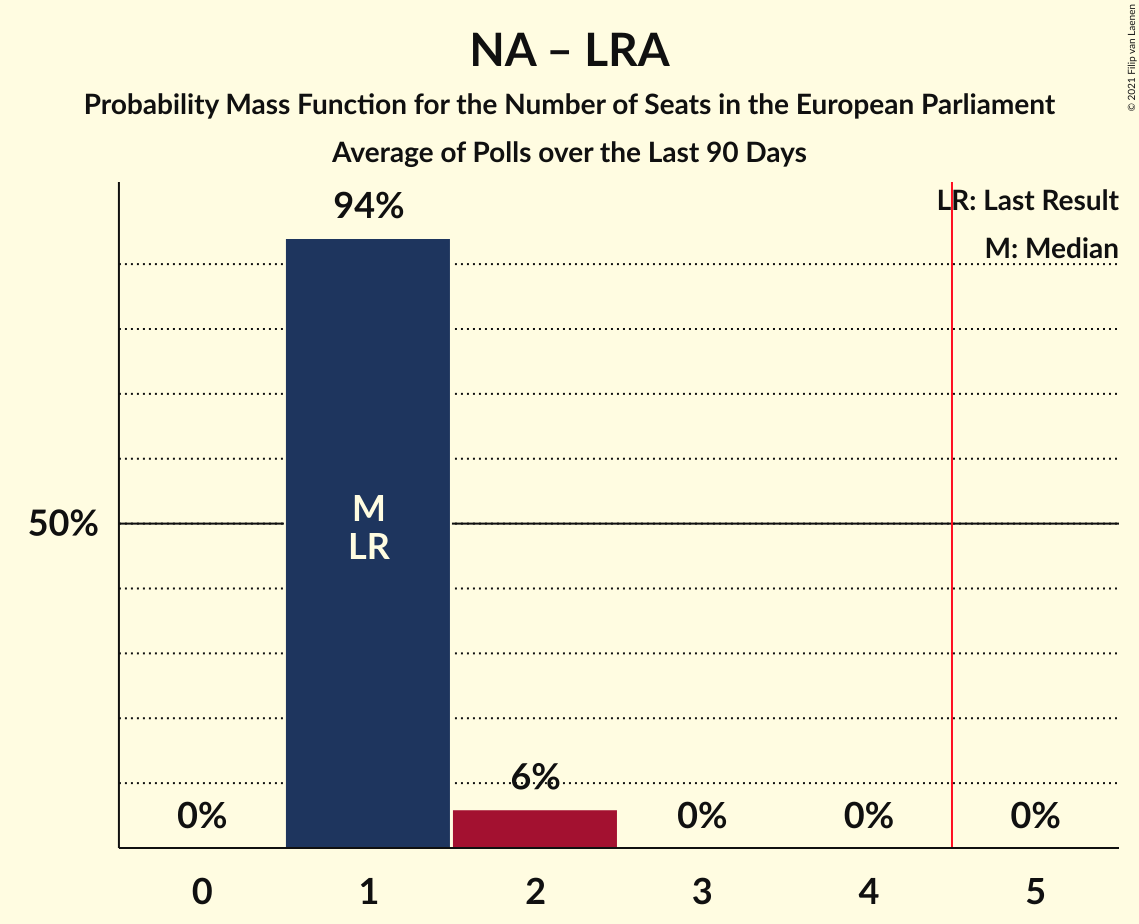 NA – LRA
Probability Mass Function for the Number of Seats in the European Parliament
Average of Polls over the Last 90 Days
© 2021 Filip van Laenen
LR: Last Result
M: Median
94%
50%
M
LR
6%
0%
0%
0%
0%
0 1 2 3 4 5